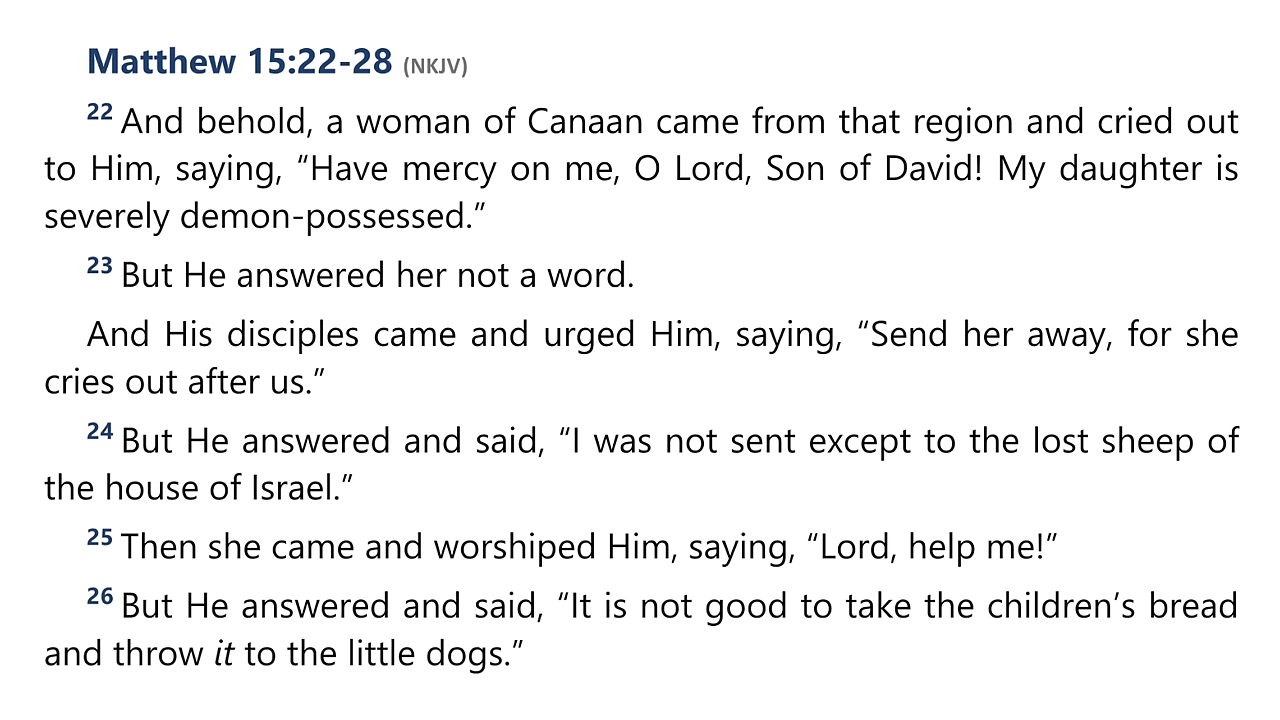 Matthew 15:22-28 (NKJV)
22 And behold, a woman of Canaan came from that region and cried out
to Him, saying, “Have mercy on me, O Lord, Son of David! My daughter is
severely demon-possessed.”
23 But He answered her not a word.
And His disciples came and urged Him, saying, “Send her away, for she
cries out after us.”
24 But He answered and said, “I was not sent except to the lost sheep of
the house of Israel.”
25 Then she came and worshiped Him, saying, “Lord, help me!”
26 But He answered and said, “It is not good to take the children’s bread
and throw it to the little dogs.”